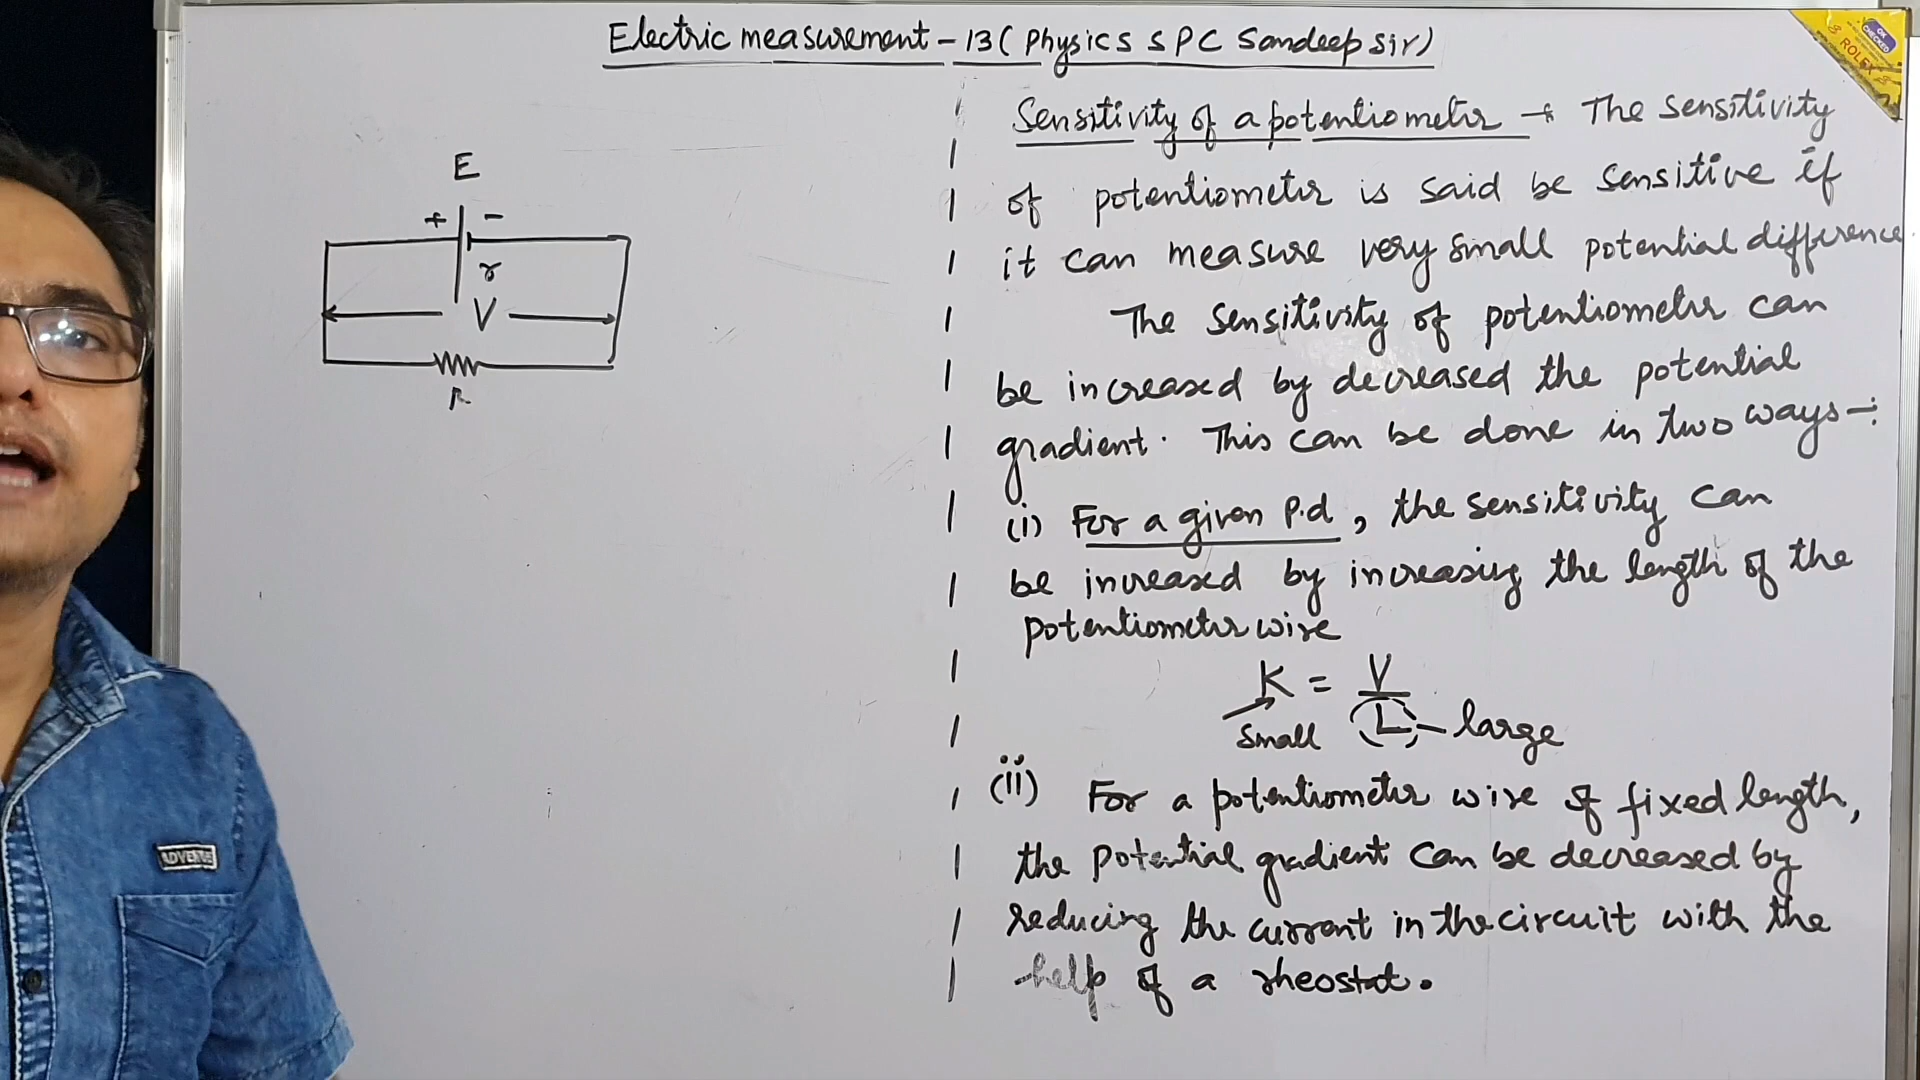 Electric measurement - 13 ( Physics SPC Sandeep Sir )
OK CHECKED
ROLEX
E
+ -
r
V
R
Sensitivity of a potentiometer → The sensitivity
of potentiometer is said be sensitive if
it can measure very small potential difference
The sensitivity of potentiometer can
be increased by decreased the potential
gradient. This can be done in two ways -:
(i) For a given p.d, the sensitivity can
be increased by increasing the length of the
potentiometer wire
K = V
L - large
small
(ii) For a potentiometer wire of fixed length,
the potential gradient can be decreased by
reducing the current in the circuit with the
help of a rheostat.
ADVENTE